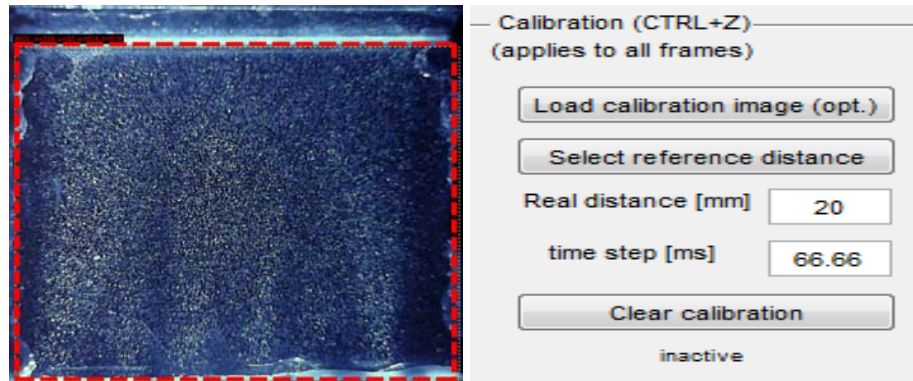 Calibration (CTRL+Z)
(applies to all frames)
Load calibration image (opt.)
Select reference distance
Real distance [mm] 20
time step [ms] 66.66
Clear calibration
inactive